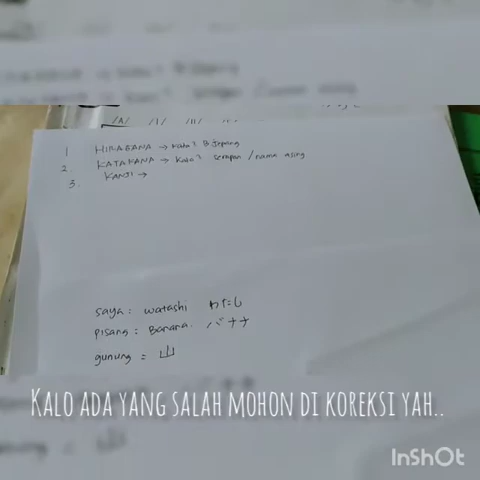 1 HIRAGANA → kata² B Jepang
2. KATAKANA → kata² serapan / nama asing
3. KANJI →
saya : watashi わたし
pisang : Banana. バナナ
gunung = 山
KALO ADA YANG SALAH MOHON DI KOREKSI YAH..
InShOt